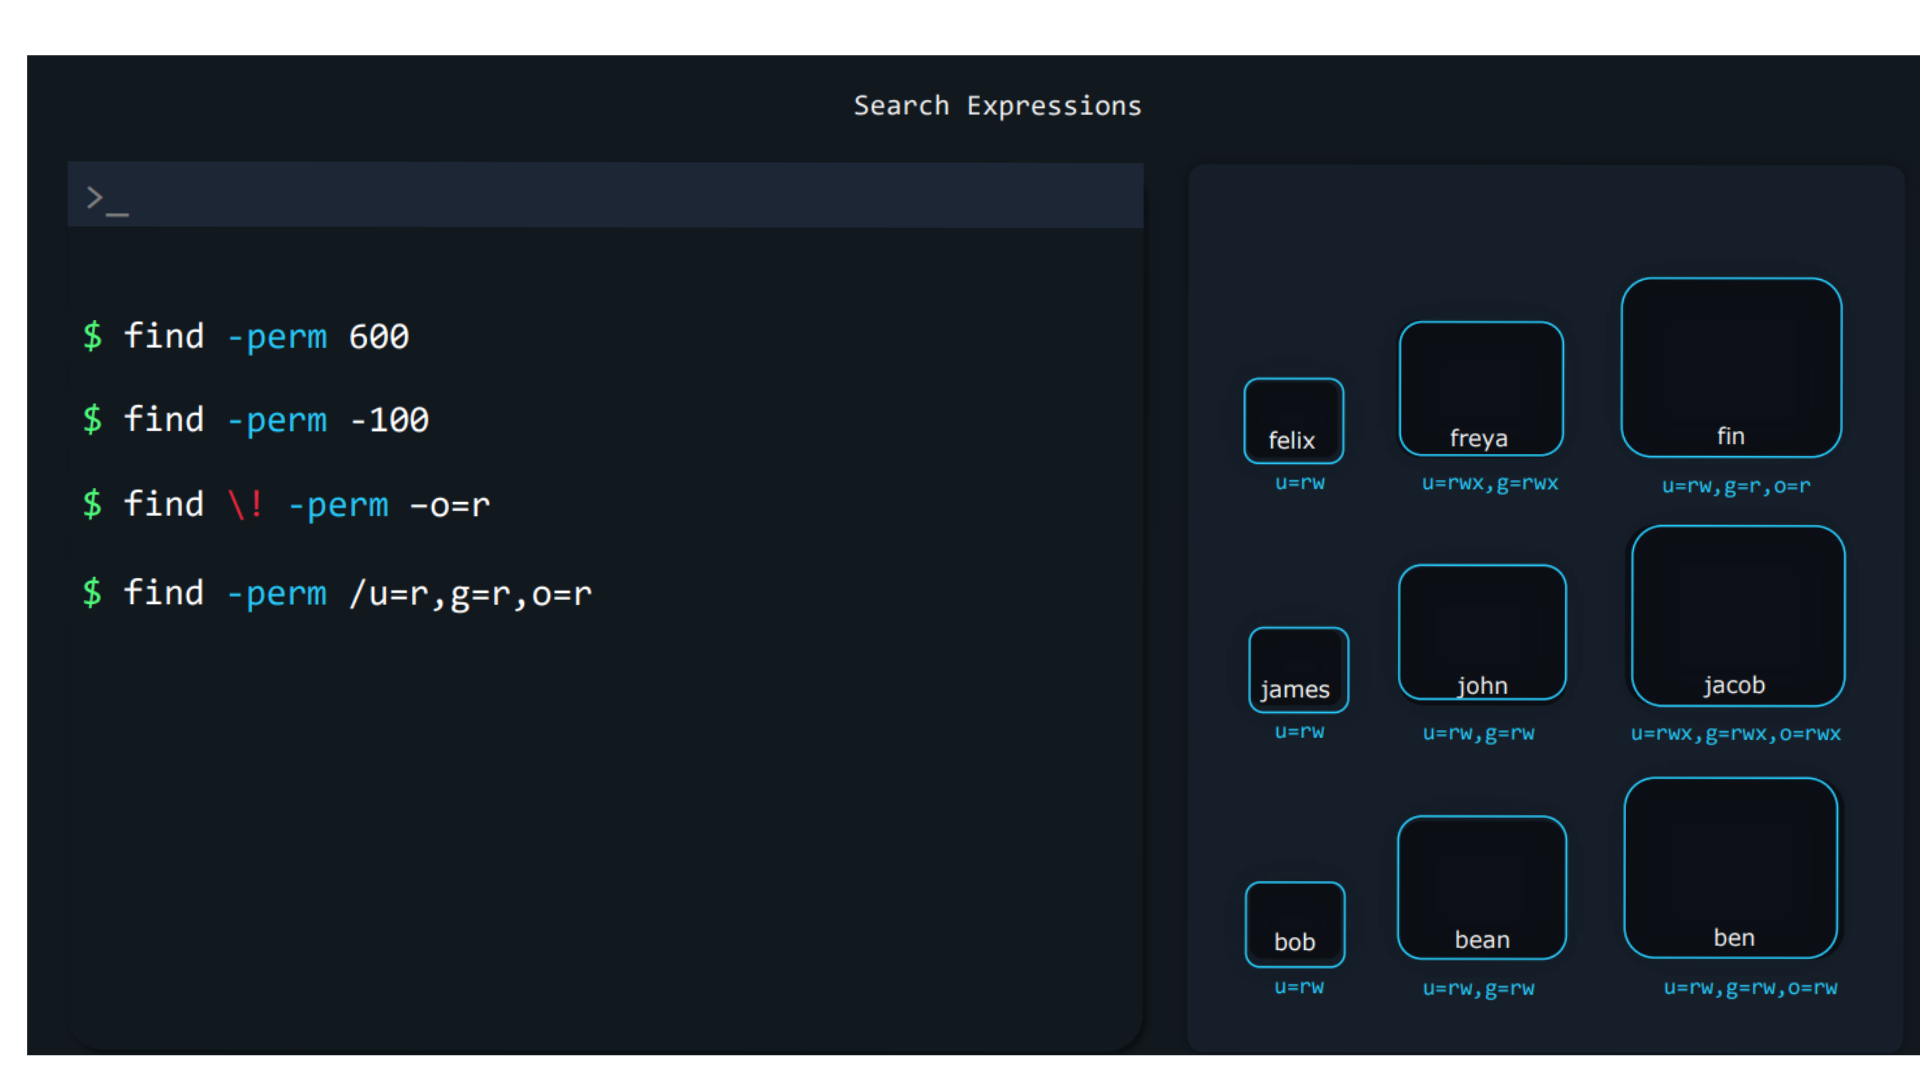 Search Expressions
>_
$ find -perm 600
$ find -perm -100
$ find \! -perm –o=r
$ find -perm /u=r,g=r,o=r
felix
freya
fin
u=rw
u=rwx,g=rwx
u=rw,g=r,o=r
james
john
jacob
u=rw
u=rw,g=rw
u=rwx,g=rwx,o=rwx
bob
bean
ben
u=rw
u=rw,g=rw
u=rw,g=rw,o=rw